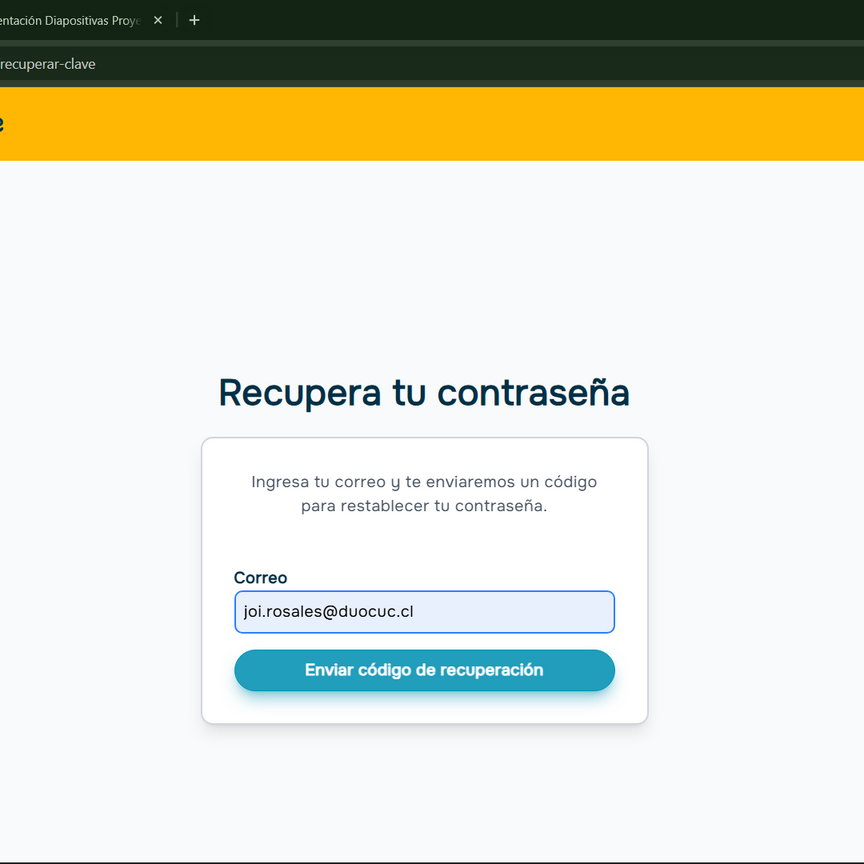 entación Diapositivas Proye
recuperar-clave
Recupera tu contraseña
Ingresa tu correo y te enviaremos un código
para restablecer tu contraseña.
Correo
joi.rosales@duocuc.cl
Enviar código de recuperación